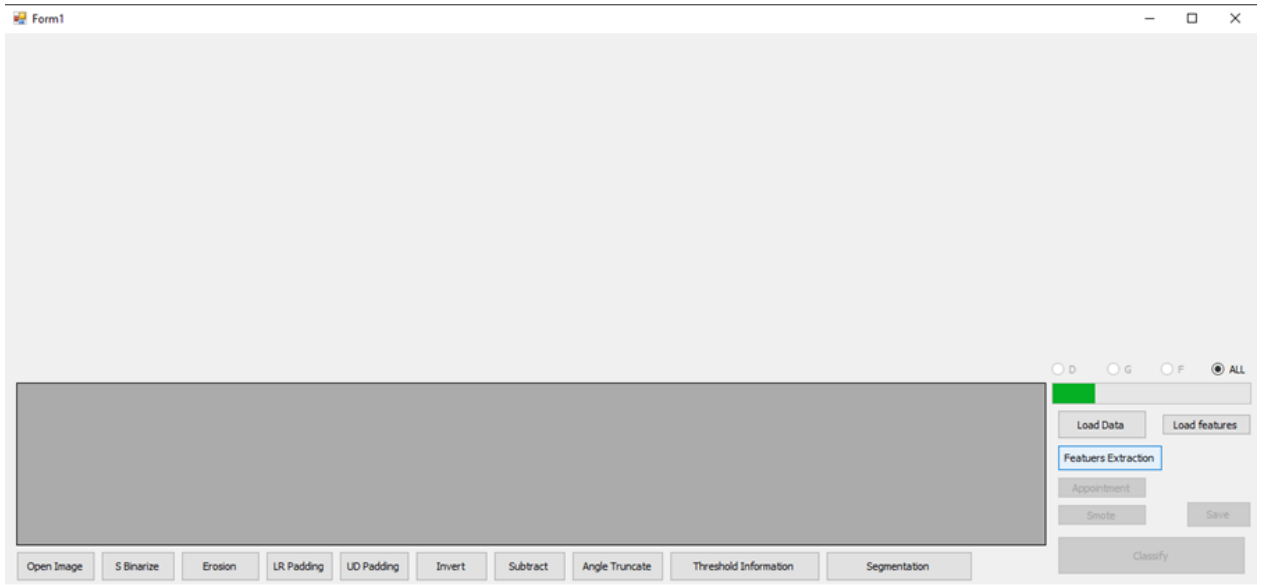 Form1
D G F ALL
Load Data Load features
Featuers Extraction
Appointment
Smote Save
Classify
Open Image S Binarize Erosion LR Padding UD Padding Invert Subtract Angle Truncate Threshold Information Segmentation